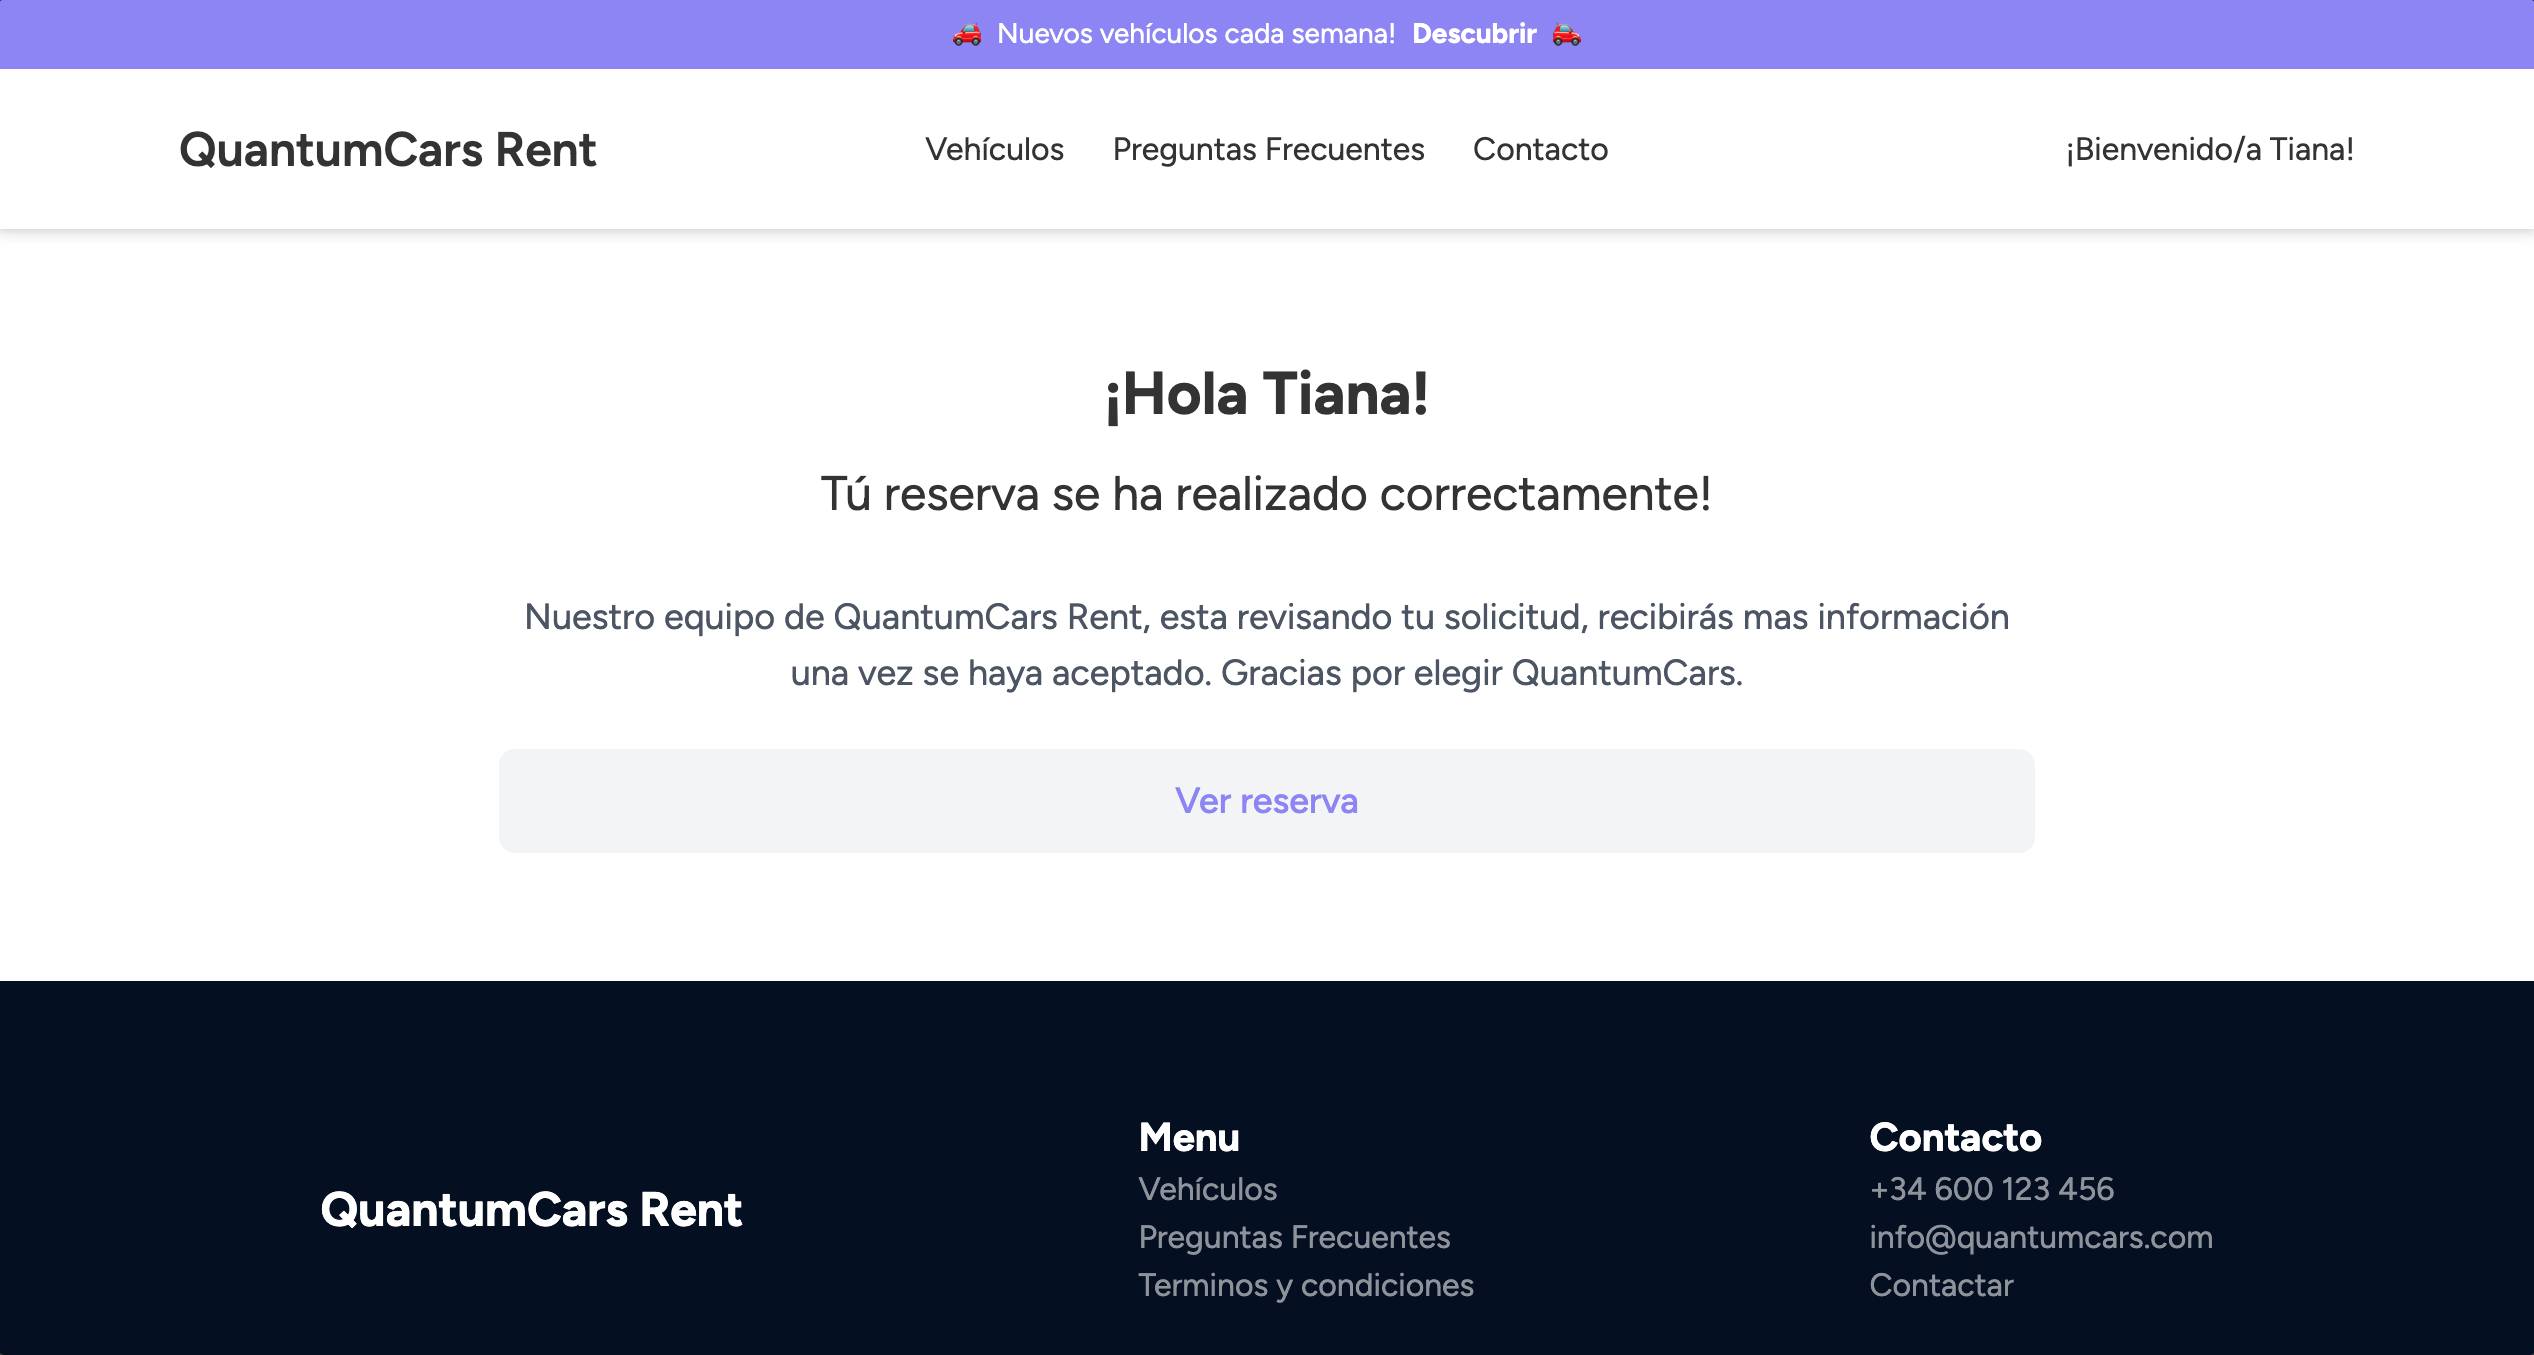 🚗 Nuevos vehículos cada semana! Descubrir 🚗
QuantumCars Rent
Vehículos Preguntas Frecuentes Contacto
¡Bienvenido/a Tiana!
¡Hola Tiana!
Tú reserva se ha realizado correctamente!
Nuestro equipo de QuantumCars Rent, esta revisando tu solicitud, recibirás mas información
una vez se haya aceptado. Gracias por elegir QuantumCars.
Ver reserva
QuantumCars Rent
Menu
Vehículos
Preguntas Frecuentes
Terminos y condiciones
Contacto
+34 600 123 456
info@quantumcars.com
Contactar